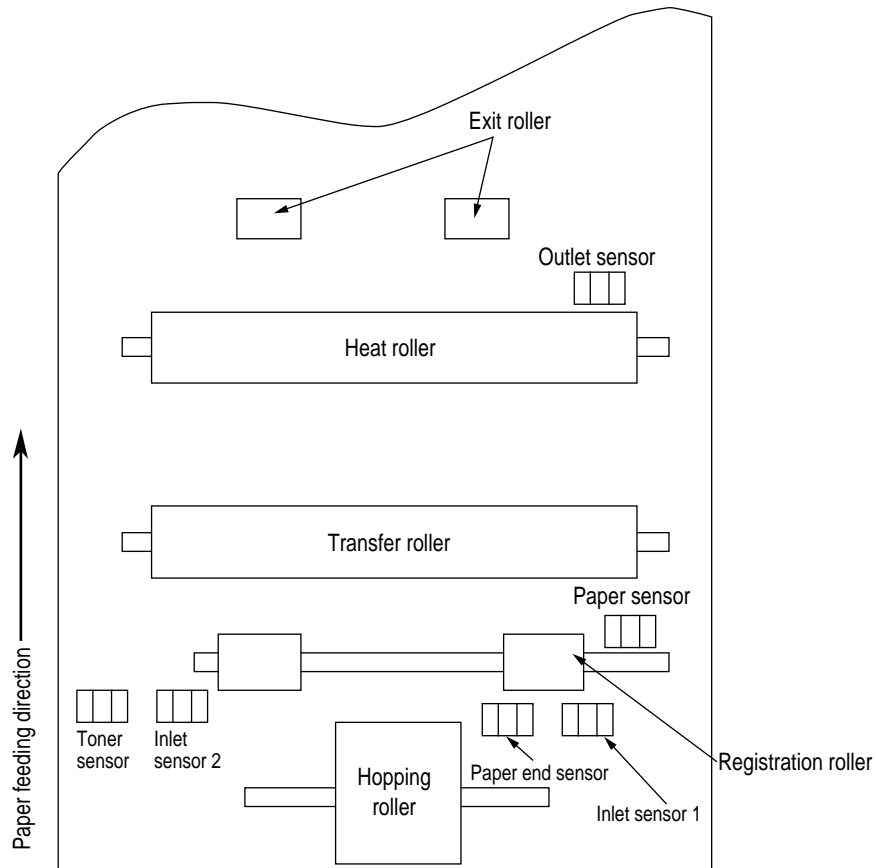 Exit roller
Outlet sensor
Heat roller
Transfer roller
Paper sensor
Paper feeding direction
Toner
sensor
Inlet
sensor 2
Hopping
roller
Paper end sensor
Inlet sensor 1
Registration roller